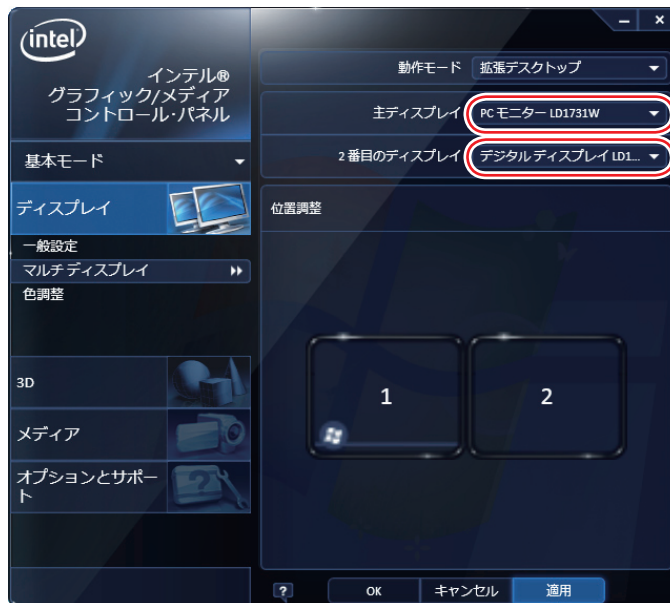 intel
インテル®
グラフィック/メディア
コントロール・パネル
基本モード
ディスプレイ
一般設定
マルチディスプレイ
色調整
3D
メディア
オプションとサポー
ト
動作モード 拡張デスクトップ
主ディスプレイ PC モニター LD1731W
2 番目のディスプレイ デジタル ディスプレイ LD1...
位置調整
1 2
? OK キャンセル 適用